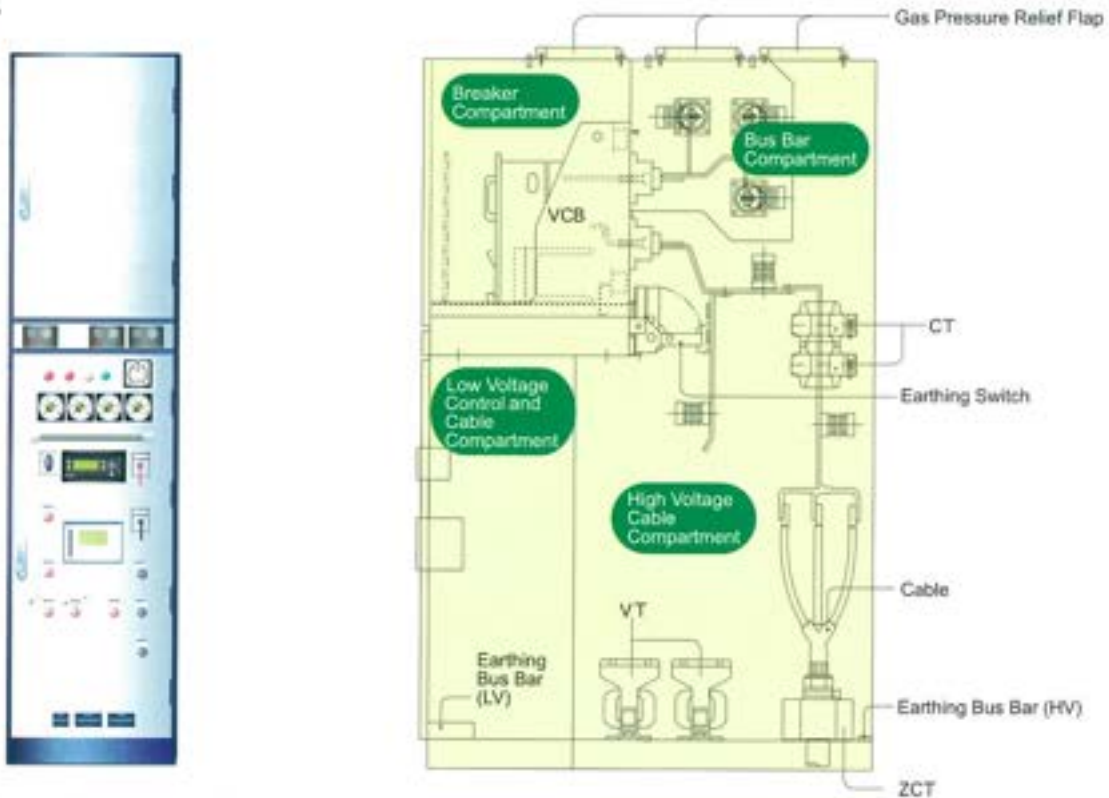 Gas Pressure Relief Flap
Breaker
Compartment
Bus Bar
Compartment
VCB
CT
Low Voltage
Control and
Cable
Compartment
Earthing Switch
High Voltage
Cable
Compartment
Cable
VT
Earthing
Bus Bar
(LV)
Earthing Bus Bar (HV)
ZCT